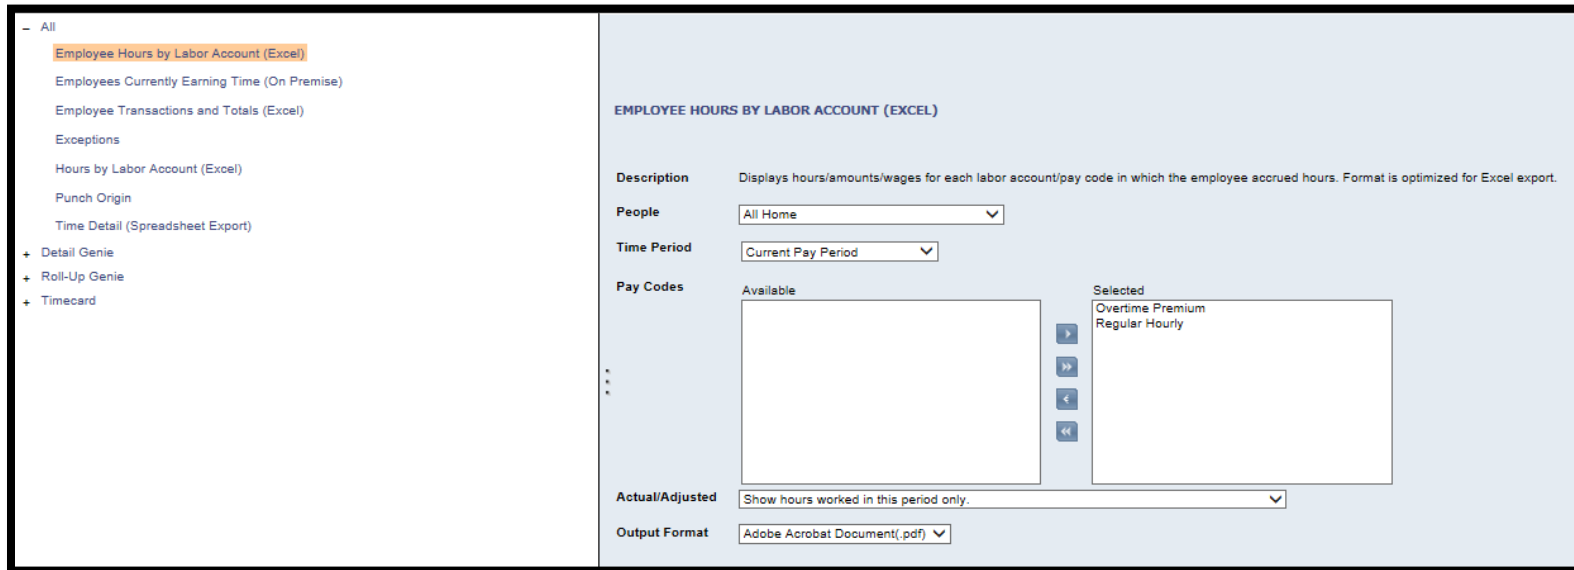 All
Employee Hours by Labor Account (Excel)
Employees Currently Earning Time (On Premise)
Employee Transactions and Totals (Excel)
Exceptions
Hours by Labor Account (Excel)
Punch Origin
Time Detail (Spreadsheet Export)
Detail Genie
Roll-Up Genie
Timecard
EMPLOYEE HOURS BY LABOR ACCOUNT (EXCEL)
Description Displays hours/amounts/wages for each labor account/pay code in which the employee accrued hours. Format is optimized for Excel export.
People All Home
Time Period Current Pay Period
Pay Codes Available Selected
Overtime Premium
Regular Hourly
Actual/Adjusted Show hours worked in this period only.
Output Format Adobe Acrobat Document(.pdf)